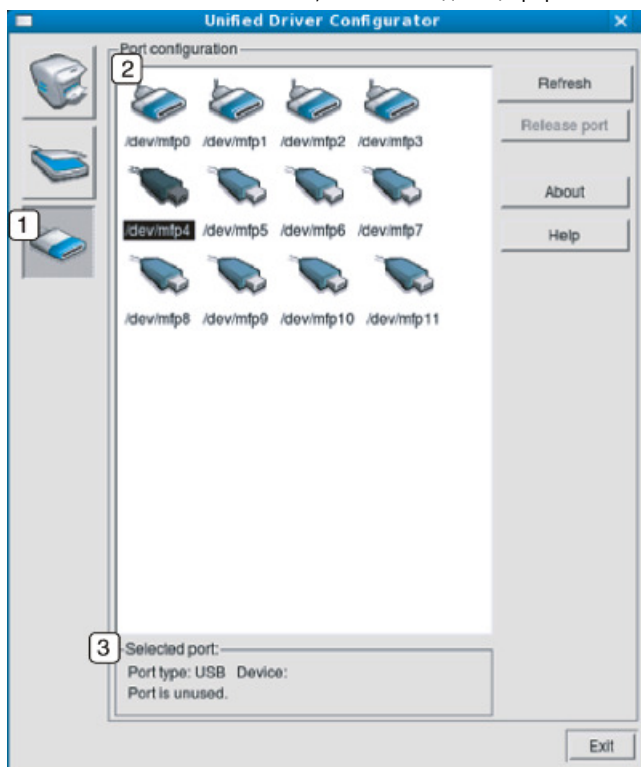 Unified Driver Configurator
Port configuration
2
Refresh
/dev/mfp0 /dev/mfp1 /dev/mfp2 /dev/mfp3
Release port
About
1
/dev/mfp4 /dev/mfp5 /dev/mfp6 /dev/mfp7
Help
/dev/mfp8 /dev/mfp9 /dev/mfp10 /dev/mfp11
3
Selected port:
Port type: USB Device:
Port is unused.
Exit